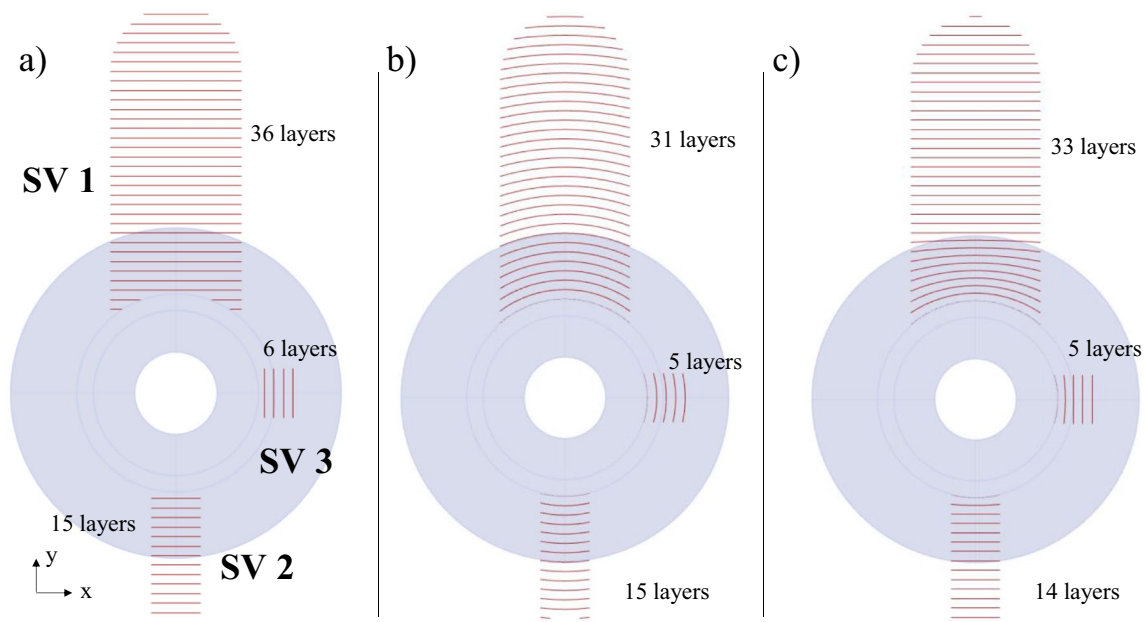 a)
b)
c)
36 layers
31 layers
33 layers
SV 1
6 layers
5 layers
5 layers
SV 3
15 layers
SV 2
15 layers
14 layers
y
x